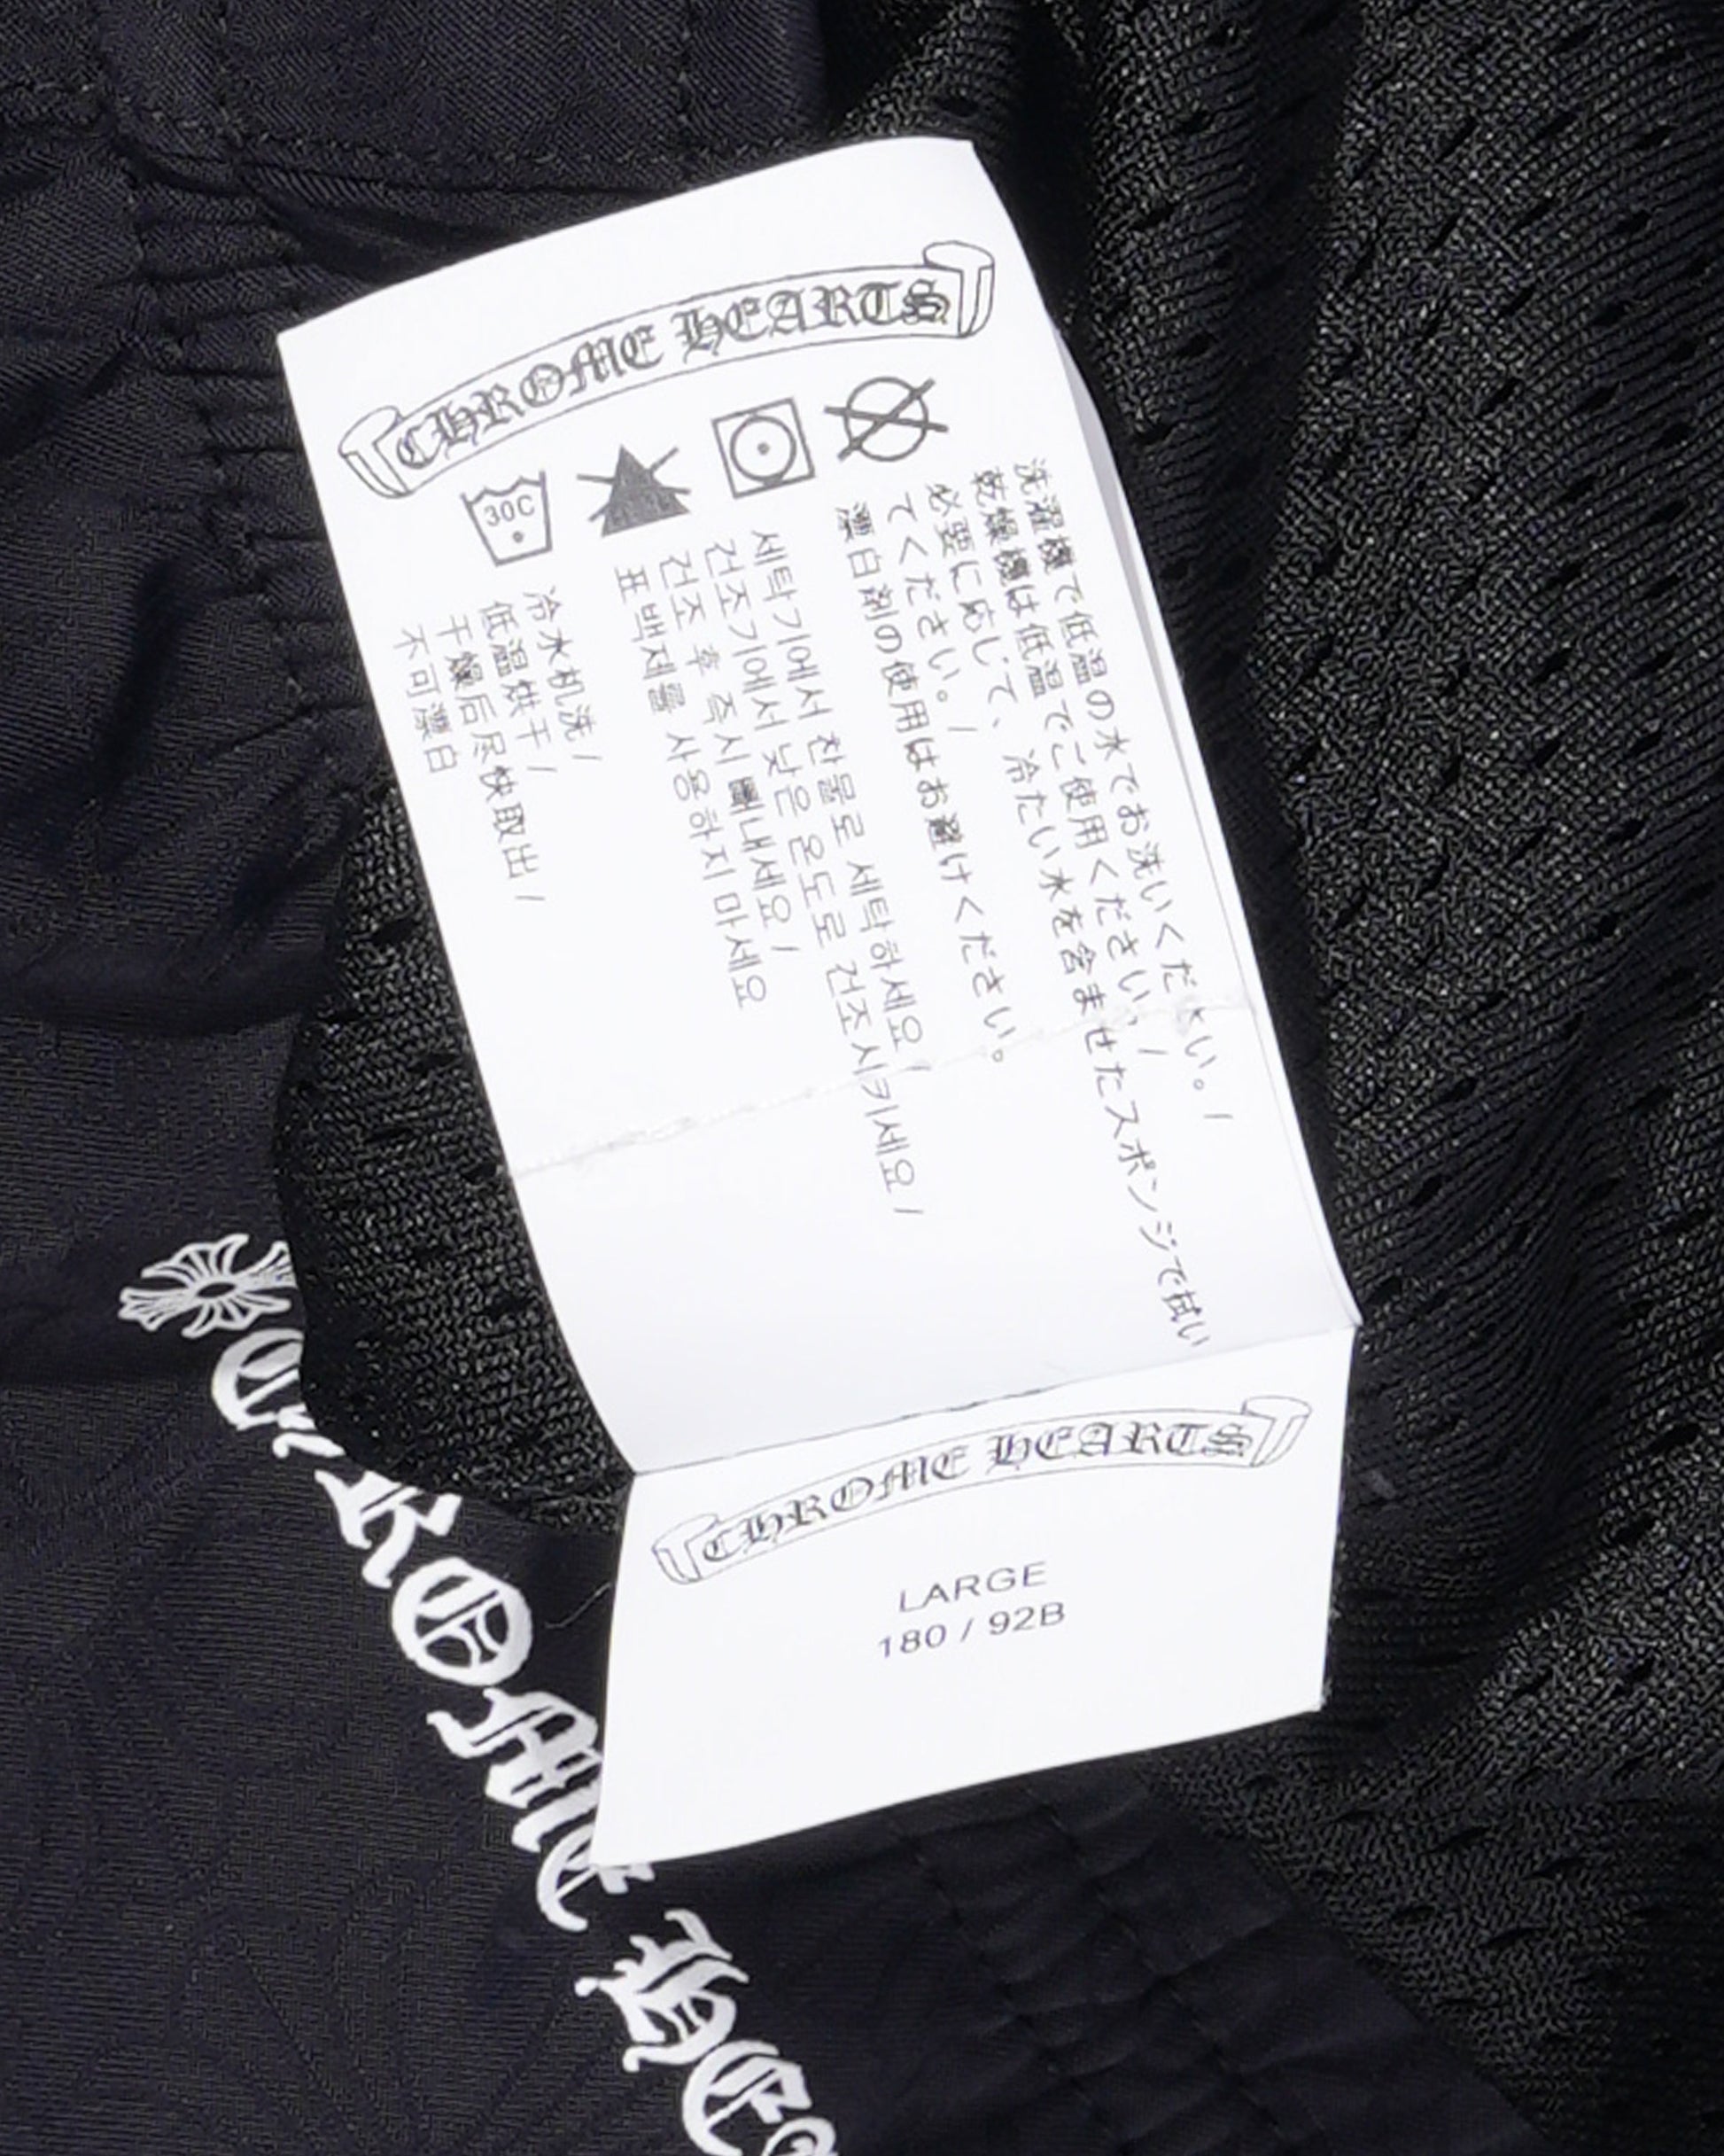 CHROME HEARTS
30C
洗濯機で低温の水でお洗いください。/
乾燥機は低温でご使用ください。/
必要に応じて、冷たい水を含ませたスポンジで拭い
てください。/
漂白剤の使用はお避けください。
세탁기에서 찬물로 세탁하세요 /
건조기에서 낮은 온도로 건조시키세요 /
건조 후 즉시 빼내세요 /
표백제를 사용하지 마세요
冷水机洗 /
低温烘干 /
干燥后尽快取出 /
不可漂白
CHROME HEARTS
LARGE
180 / 92B
CHROME HEA